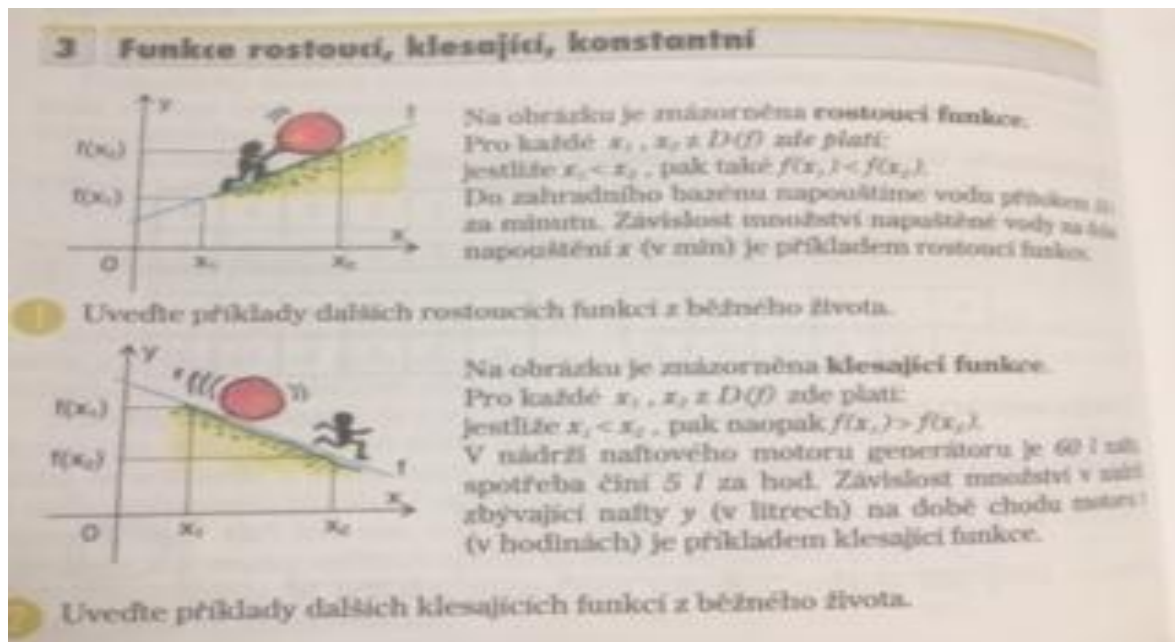 3 Funkce rostoucí, klesající, konstantní
y
f
f(x₂)
f(x₁)
x
O
x₁
x₂
Na obrázku je znázorněna rostoucí funkce.
Pro každé x₁, x₂ z D(f) zde platí:
jestliže x₁ < x₂, pak také f(x₁) < f(x₂).
Do zahradního bazénu napouštíme vodu přítokem
za minutu. Závislost množství napuštěné vody na
napouštění x (v min) je příkladem rostoucí funkce.
1 Uveďte příklady dalších rostoucích funkcí z běžného života.
y
f(x₁)
f(x₂)
f
x
O
x₁
x₂
Na obrázku je znázorněna klesající funkce.
Pro každé x₁, x₂ z D(f) zde platí:
jestliže x₁ < x₂, pak naopak f(x₁) > f(x₂).
V nádrži naftového motoru generátoru je 60 l
spotřeba činí 5 l za hod. Závislost množství v
zbývající nafty y (v litrech) na době chodu motoru
(v hodinách) je příkladem klesající funkce.
Uveďte příklady dalších klesajících funkcí z běžného života.